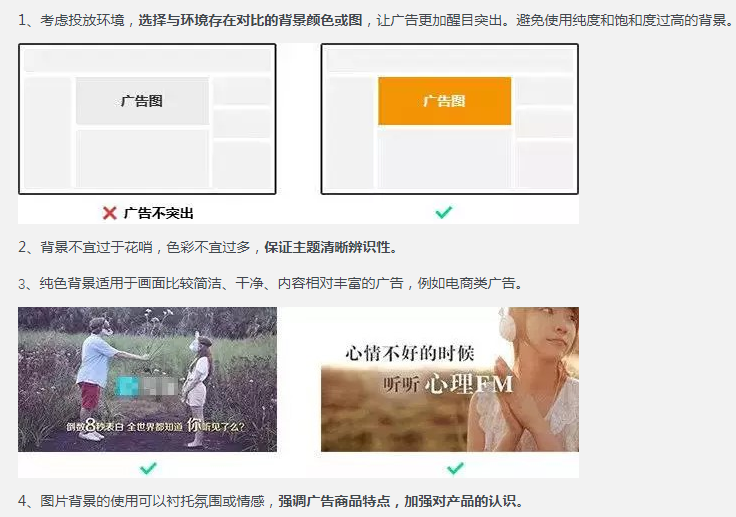 1、考虑投放环境，选择与环境存在对比的背景颜色或图，让广告更加醒目突出。避免使用纯度和饱和度过高的背景。
广告图
广告图
广告不突出
2、背景不宜过于花哨，色彩不宜过多，保证主题清晰辨识性。
3、纯色背景适用于画面比较简洁、干净、内容相对丰富的广告，例如电商类广告。
倒数8秒表白 全世界都知道 你听见了么?
心情不好的时候
听听 心理FM
4、图片背景的使用可以衬托氛围或情感，强调广告商品特点，加强对产品的认识。